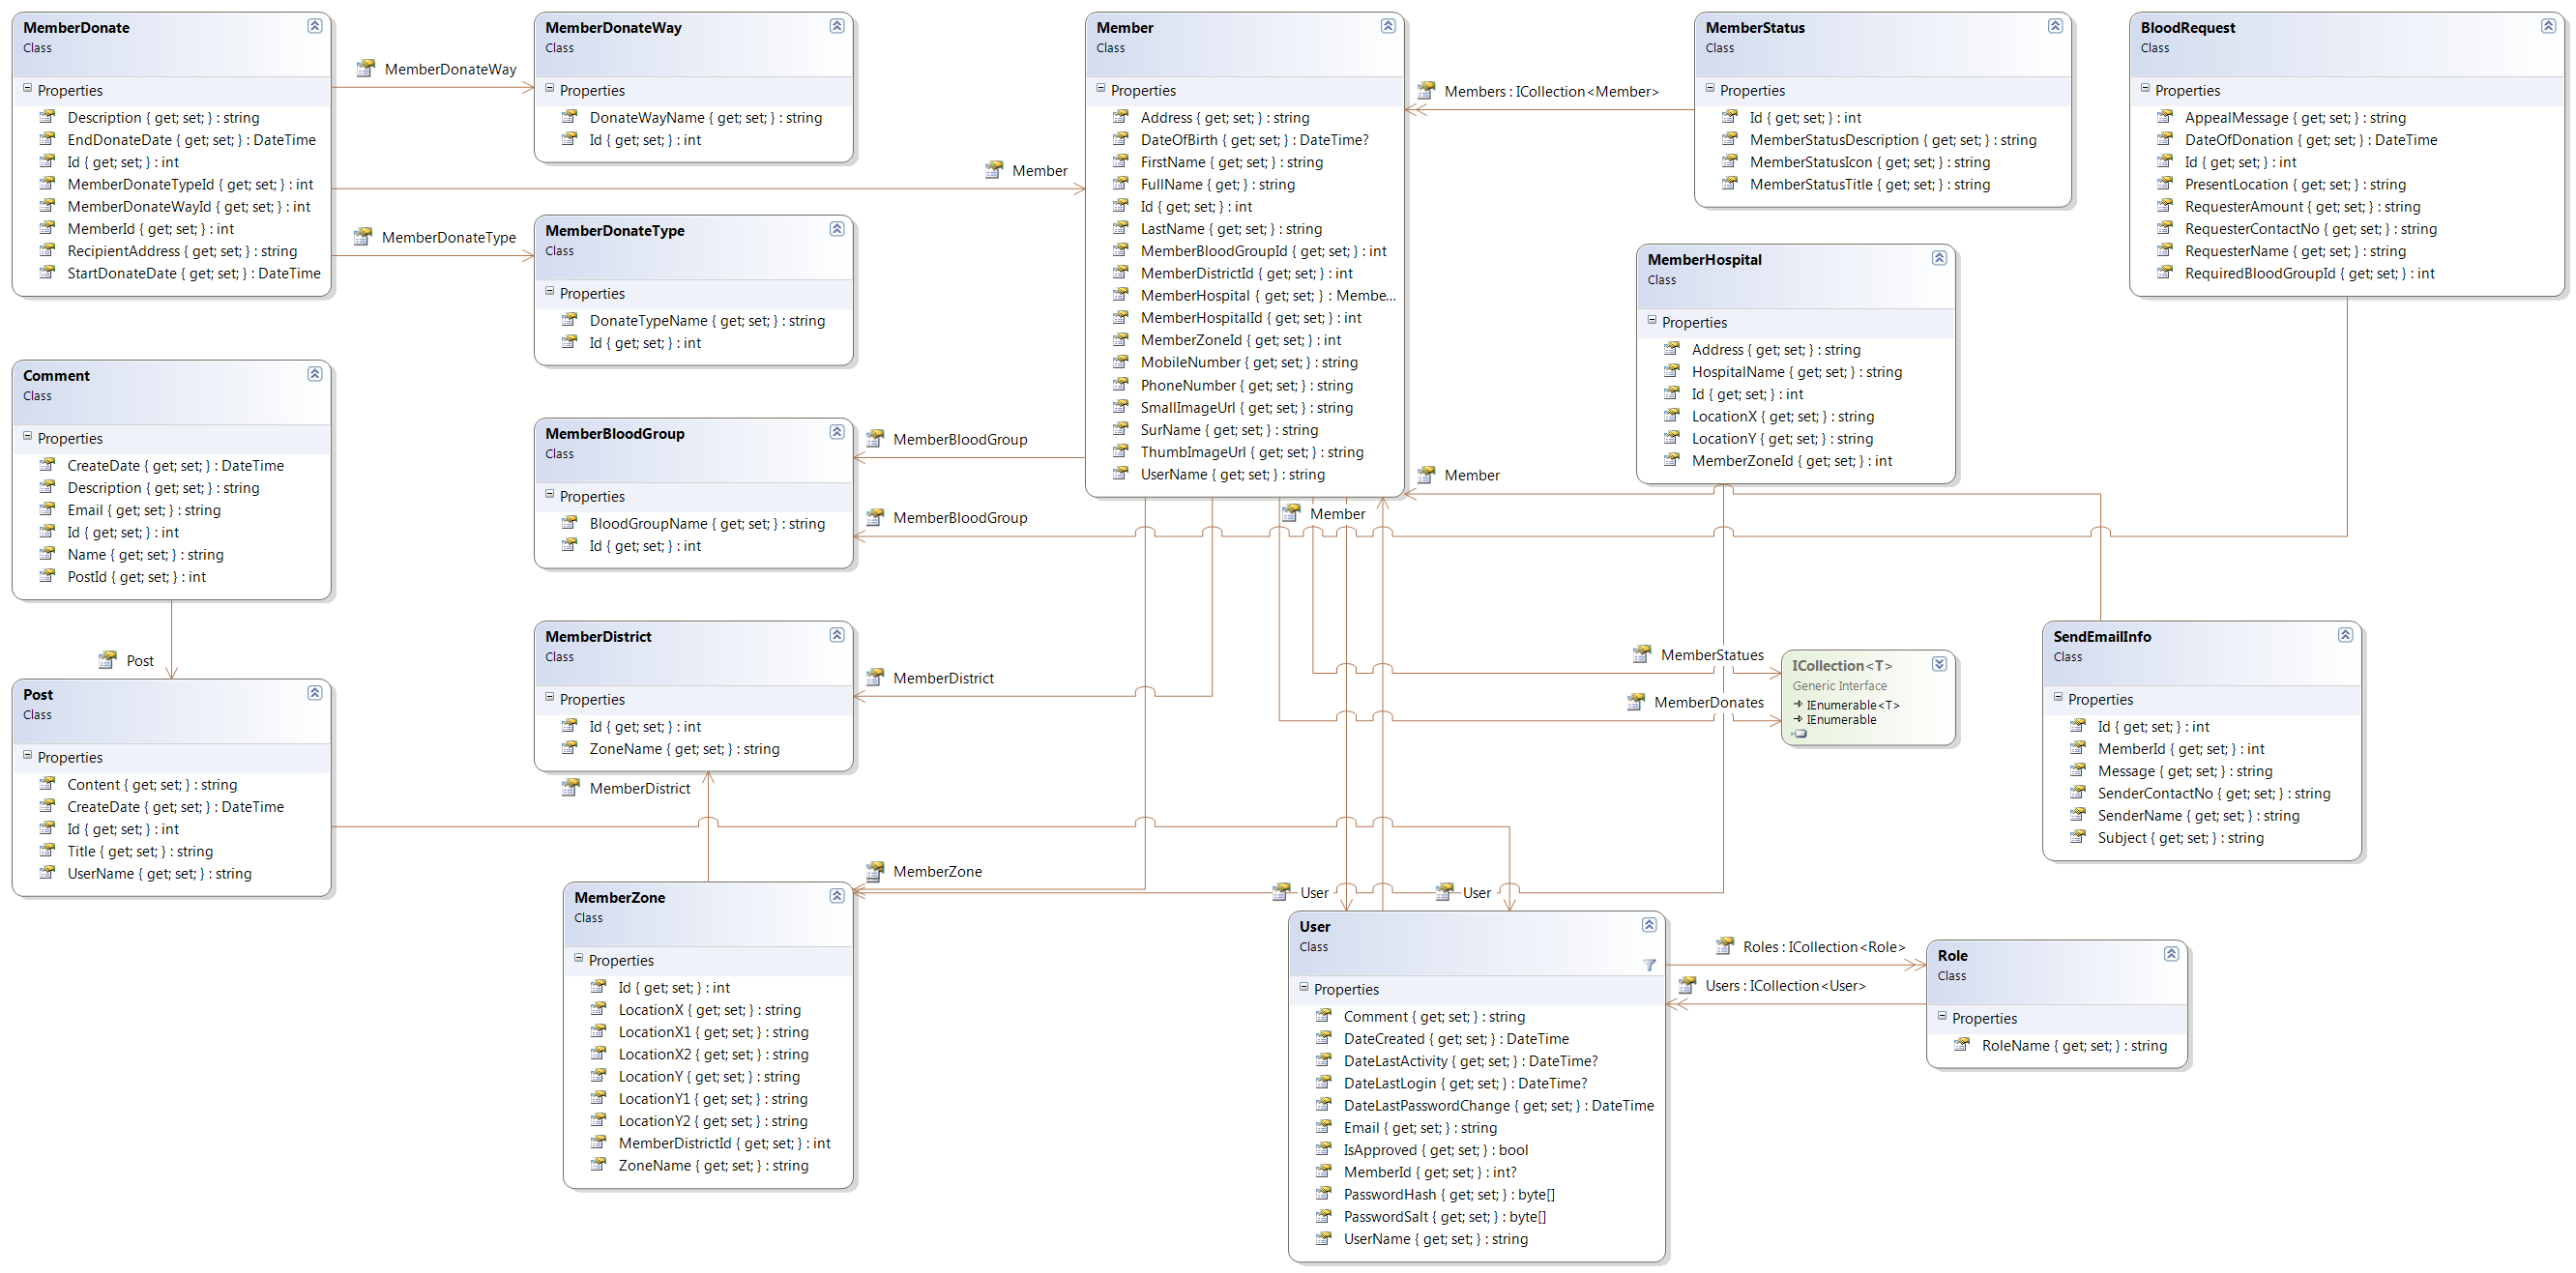 MemberDonate
Class
Properties
Description { get; set; } : string
EndDonateDate { get; set; } : DateTime
Id { get; set; } : int
MemberDonateTypeId { get; set; } : int
MemberDonateWayId { get; set; } : int
MemberId { get; set; } : int
RecipientAddress { get; set; } : string
StartDonateDate { get; set; } : DateTime
MemberDonateWay
Member
MemberDonateType
MemberDonateWay
Class
Properties
DonateWayName { get; set; } : string
Id { get; set; } : int
MemberDonateType
Class
Properties
DonateTypeName { get; set; } : string
Id { get; set; } : int
Member
Class
Properties
Address { get; set; } : string
DateOfBirth { get; set; } : DateTime?
FirstName { get; set; } : string
FullName { get; } : string
Id { get; set; } : int
LastName { get; set; } : string
MemberBloodGroupId { get; set; } : int
MemberDistrictId { get; set; } : int
MemberHospital { get; set; } : Membe...
MemberHospitalId { get; set; } : int
MemberZoneId { get; set; } : int
MobileNumber { get; set; } : string
PhoneNumber { get; set; } : string
SmallImageUrl { get; set; } : string
SurName { get; set; } : string
ThumbImageUrl { get; set; } : string
UserName { get; set; } : string
Members : ICollection<Member>
MemberStatus
Class
Properties
Id { get; set; } : int
MemberStatusDescription { get; set; } : string
MemberStatusIcon { get; set; } : string
MemberStatusTitle { get; set; } : string
BloodRequest
Class
Properties
AppealMessage { get; set; } : string
DateOfDonation { get; set; } : DateTime
Id { get; set; } : int
PresentLocation { get; set; } : string
RequesterAmount { get; set; } : string
RequesterContactNo { get; set; } : string
RequesterName { get; set; } : string
RequiredBloodGroupId { get; set; } : int
MemberHospital
Class
Properties
Address { get; set; } : string
HospitalName { get; set; } : string
Id { get; set; } : int
LocationX { get; set; } : string
LocationY { get; set; } : string
MemberZoneId { get; set; } : int
Comment
Class
Properties
CreateDate { get; set; } : DateTime
Description { get; set; } : string
Email { get; set; } : string
Id { get; set; } : int
Name { get; set; } : string
PostId { get; set; } : int
Post
MemberBloodGroup
Class
Properties
BloodGroupName { get; set; } : string
Id { get; set; } : int
MemberBloodGroup
MemberBloodGroup
Member
Member
MemberDistrict
Class
Properties
Id { get; set; } : int
ZoneName { get; set; } : string
MemberDistrict
MemberDistrict
MemberStatues
MemberDonates
ICollection<T>
Generic Interface
IEnumerable<T>
IEnumerable
SendEmailInfo
Class
Properties
Id { get; set; } : int
MemberId { get; set; } : int
Message { get; set; } : string
SenderContactNo { get; set; } : string
SenderName { get; set; } : string
Subject { get; set; } : string
Post
Class
Properties
Content { get; set; } : string
CreateDate { get; set; } : DateTime
Id { get; set; } : int
Title { get; set; } : string
UserName { get; set; } : string
MemberZone
User
User
MemberZone
Class
Properties
Id { get; set; } : int
LocationX { get; set; } : string
LocationX1 { get; set; } : string
LocationX2 { get; set; } : string
LocationY { get; set; } : string
LocationY1 { get; set; } : string
LocationY2 { get; set; } : string
MemberDistrictId { get; set; } : int
ZoneName { get; set; } : string
User
Class
Properties
Comment { get; set; } : string
DateCreated { get; set; } : DateTime
DateLastActivity { get; set; } : DateTime?
DateLastLogin { get; set; } : DateTime?
DateLastPasswordChange { get; set; } : DateTime
Email { get; set; } : string
IsApproved { get; set; } : bool
MemberId { get; set; } : int?
PasswordHash { get; set; } : byte[]
PasswordSalt { get; set; } : byte[]
UserName { get; set; } : string
Roles : ICollection<Role>
Users : ICollection<User>
Role
Class
Properties
RoleName { get; set; } : string